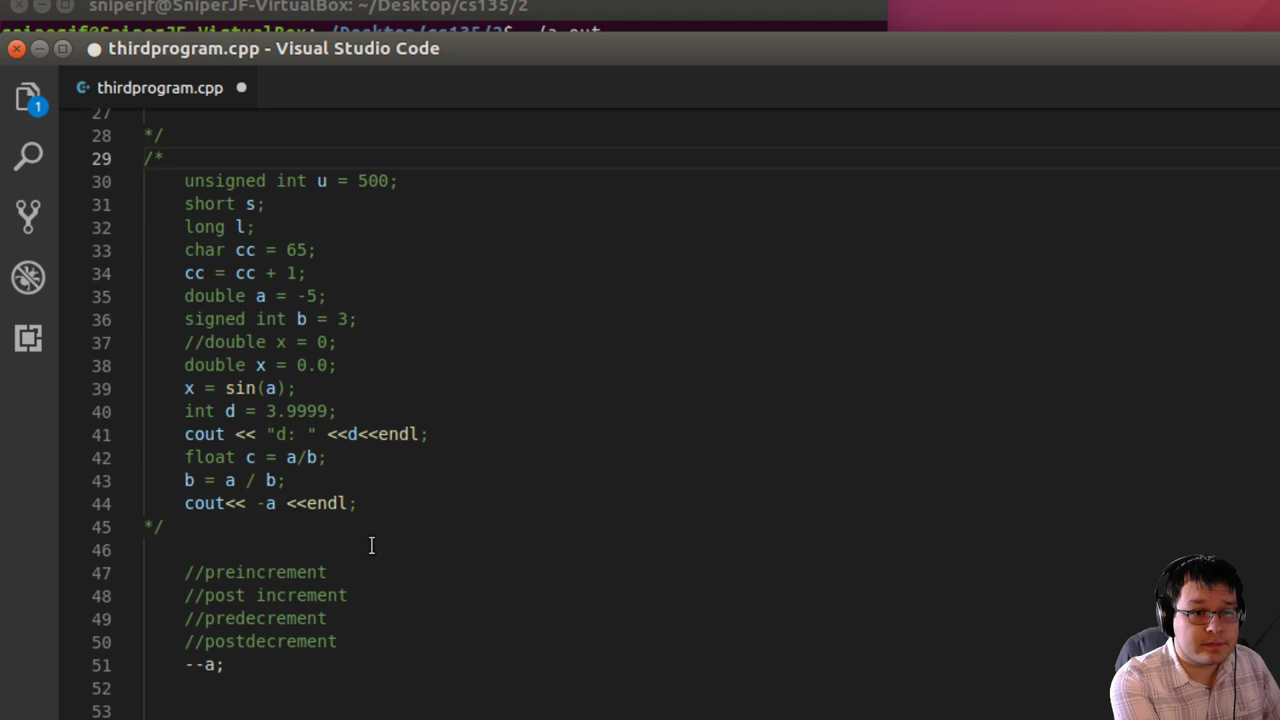 sniperjf@SniperJF-VirtualBox: ~/Desktop/cs135/2
sniperjf@SniperJF-VirtualBox: ~/Desktop/cs135/2$ ./a.out
thirdprogram.cpp - Visual Studio Code
thirdprogram.cpp
1
27
28 */
29 /*
30 unsigned int u = 500;
31 short s;
32 long l;
33 char cc = 65;
34 cc = cc + 1;
35 double a = -5;
36 signed int b = 3;
37 //double x = 0;
38 double x = 0.0;
39 x = sin(a);
40 int d = 3.9999;
41 cout << "d: " <<d<<endl;
42 float c = a/b;
43 b = a / b;
44 cout<< -a <<endl;
45 */
46
47 //preincrement
48 //post increment
49 //predecrement
50 //postdecrement
51 --a;
52
53